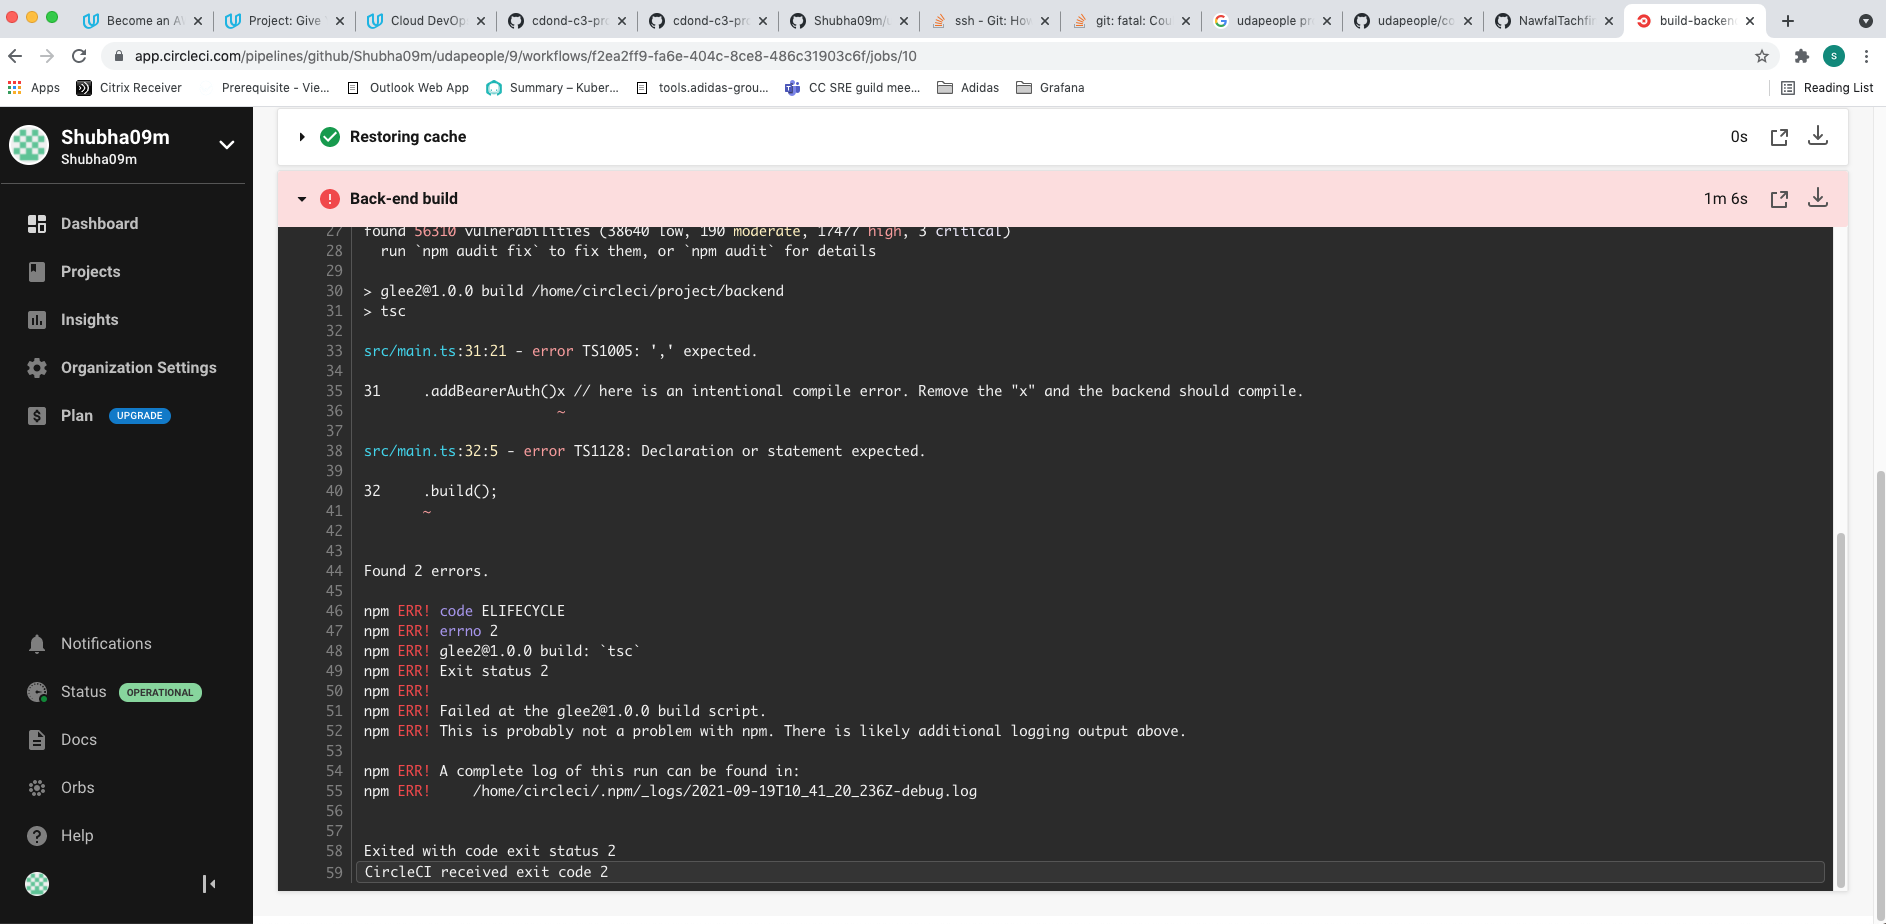 Become an A
Project: Give
Cloud DevOp
cdond-c3-pro
cdond-c3-pro
Shubha09m/u
ssh - Git: How
git: fatal: Cou
udapeople pr
udapeople/co
NawfalTachfin
build-backend
app.circleci.com/pipelines/github/Shubha09m/udapeople/9/workflows/f2ea2ff9-fa6e-404c-8ce8-486c31903c6f/jobs/10
S
Apps
Citrix Receiver
Prerequisite - Vie...
Outlook Web App
Summary – Kuber...
tools.adidas-grou...
CC SRE guild mee...
Adidas
Grafana
Reading List
Shubha09m
Shubha09m
Dashboard
Projects
Insights
Organization Settings
Plan UPGRADE
Notifications
Status OPERATIONAL
Docs
Orbs
Help
Restoring cache 0s
Back-end build 1m 6s
27 found 56310 vulnerabilities (38640 low, 190 moderate, 17477 high, 3 critical)
28 run `npm audit fix` to fix them, or `npm audit` for details
29
30 > glee2@1.0.0 build /home/circleci/project/backend
31 > tsc
32
33 src/main.ts:31:21 - error TS1005: ',' expected.
34
35 31 .addBearerAuth()x // here is an intentional compile error. Remove the "x" and the backend should compile.
36 ~
37
38 src/main.ts:32:5 - error TS1128: Declaration or statement expected.
39
40 32 .build();
41 ~
42
43
44 Found 2 errors.
45
46 npm ERR! code ELIFECYCLE
47 npm ERR! errno 2
48 npm ERR! glee2@1.0.0 build: `tsc`
49 npm ERR! Exit status 2
50 npm ERR!
51 npm ERR! Failed at the glee2@1.0.0 build script.
52 npm ERR! This is probably not a problem with npm. There is likely additional logging output above.
53
54 npm ERR! A complete log of this run can be found in:
55 npm ERR! /home/circleci/.npm/_logs/2021-09-19T10_41_20_236Z-debug.log
56
57
58 Exited with code exit status 2
59 CircleCI received exit code 2